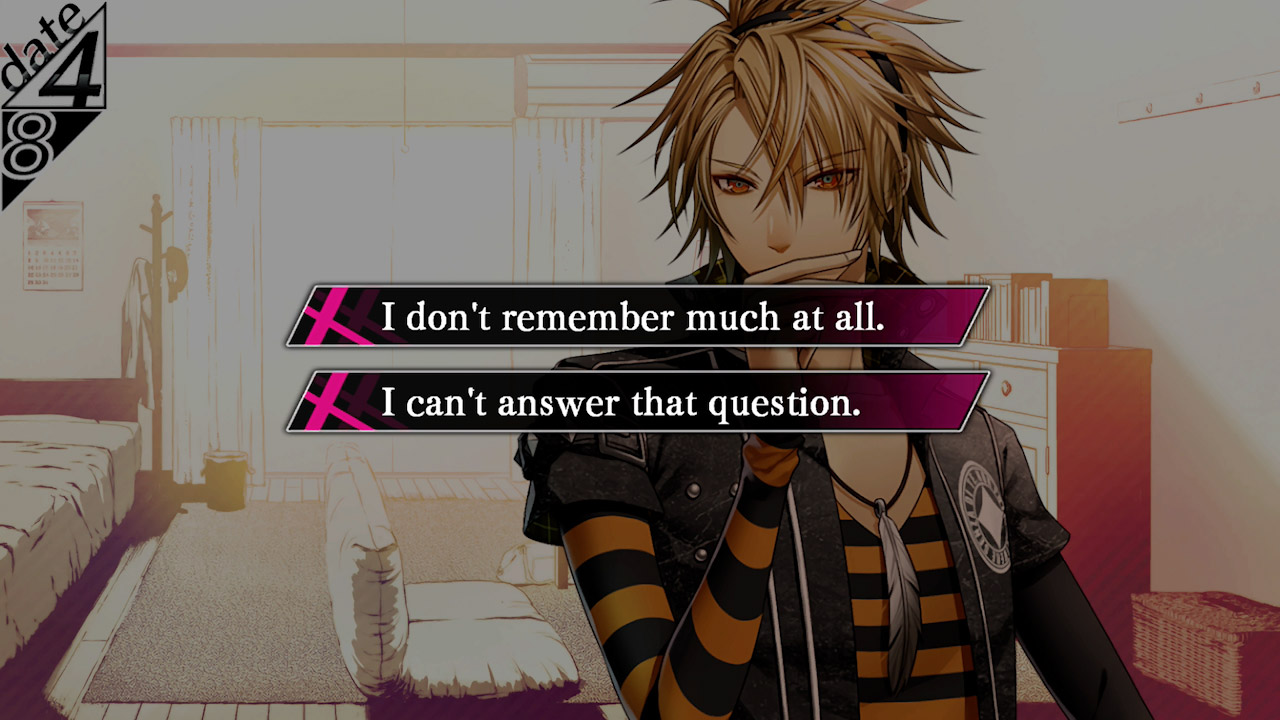 date
4
8
I don't remember much at all.
I can't answer that question.